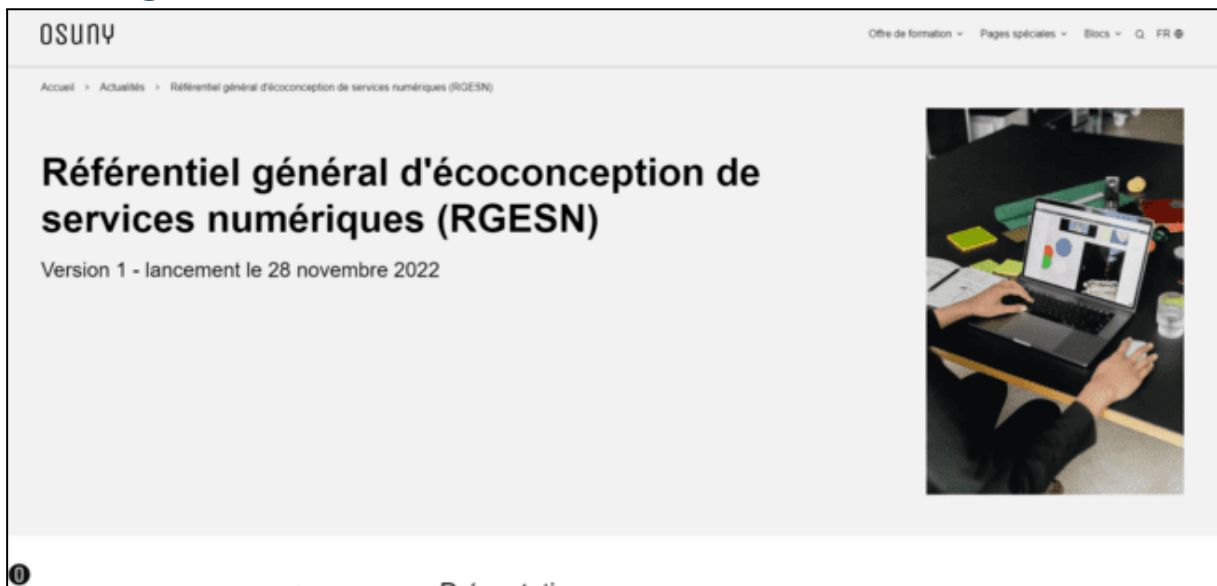 OSUNY
Offre de formation Pages spéciales Blocs FR
Accueil > Actualités > Référentiel général d'écoconception de services numériques (RGESN)
Référentiel général d'écoconception de
services numériques (RGESN)
Version 1 - lancement le 28 novembre 2022